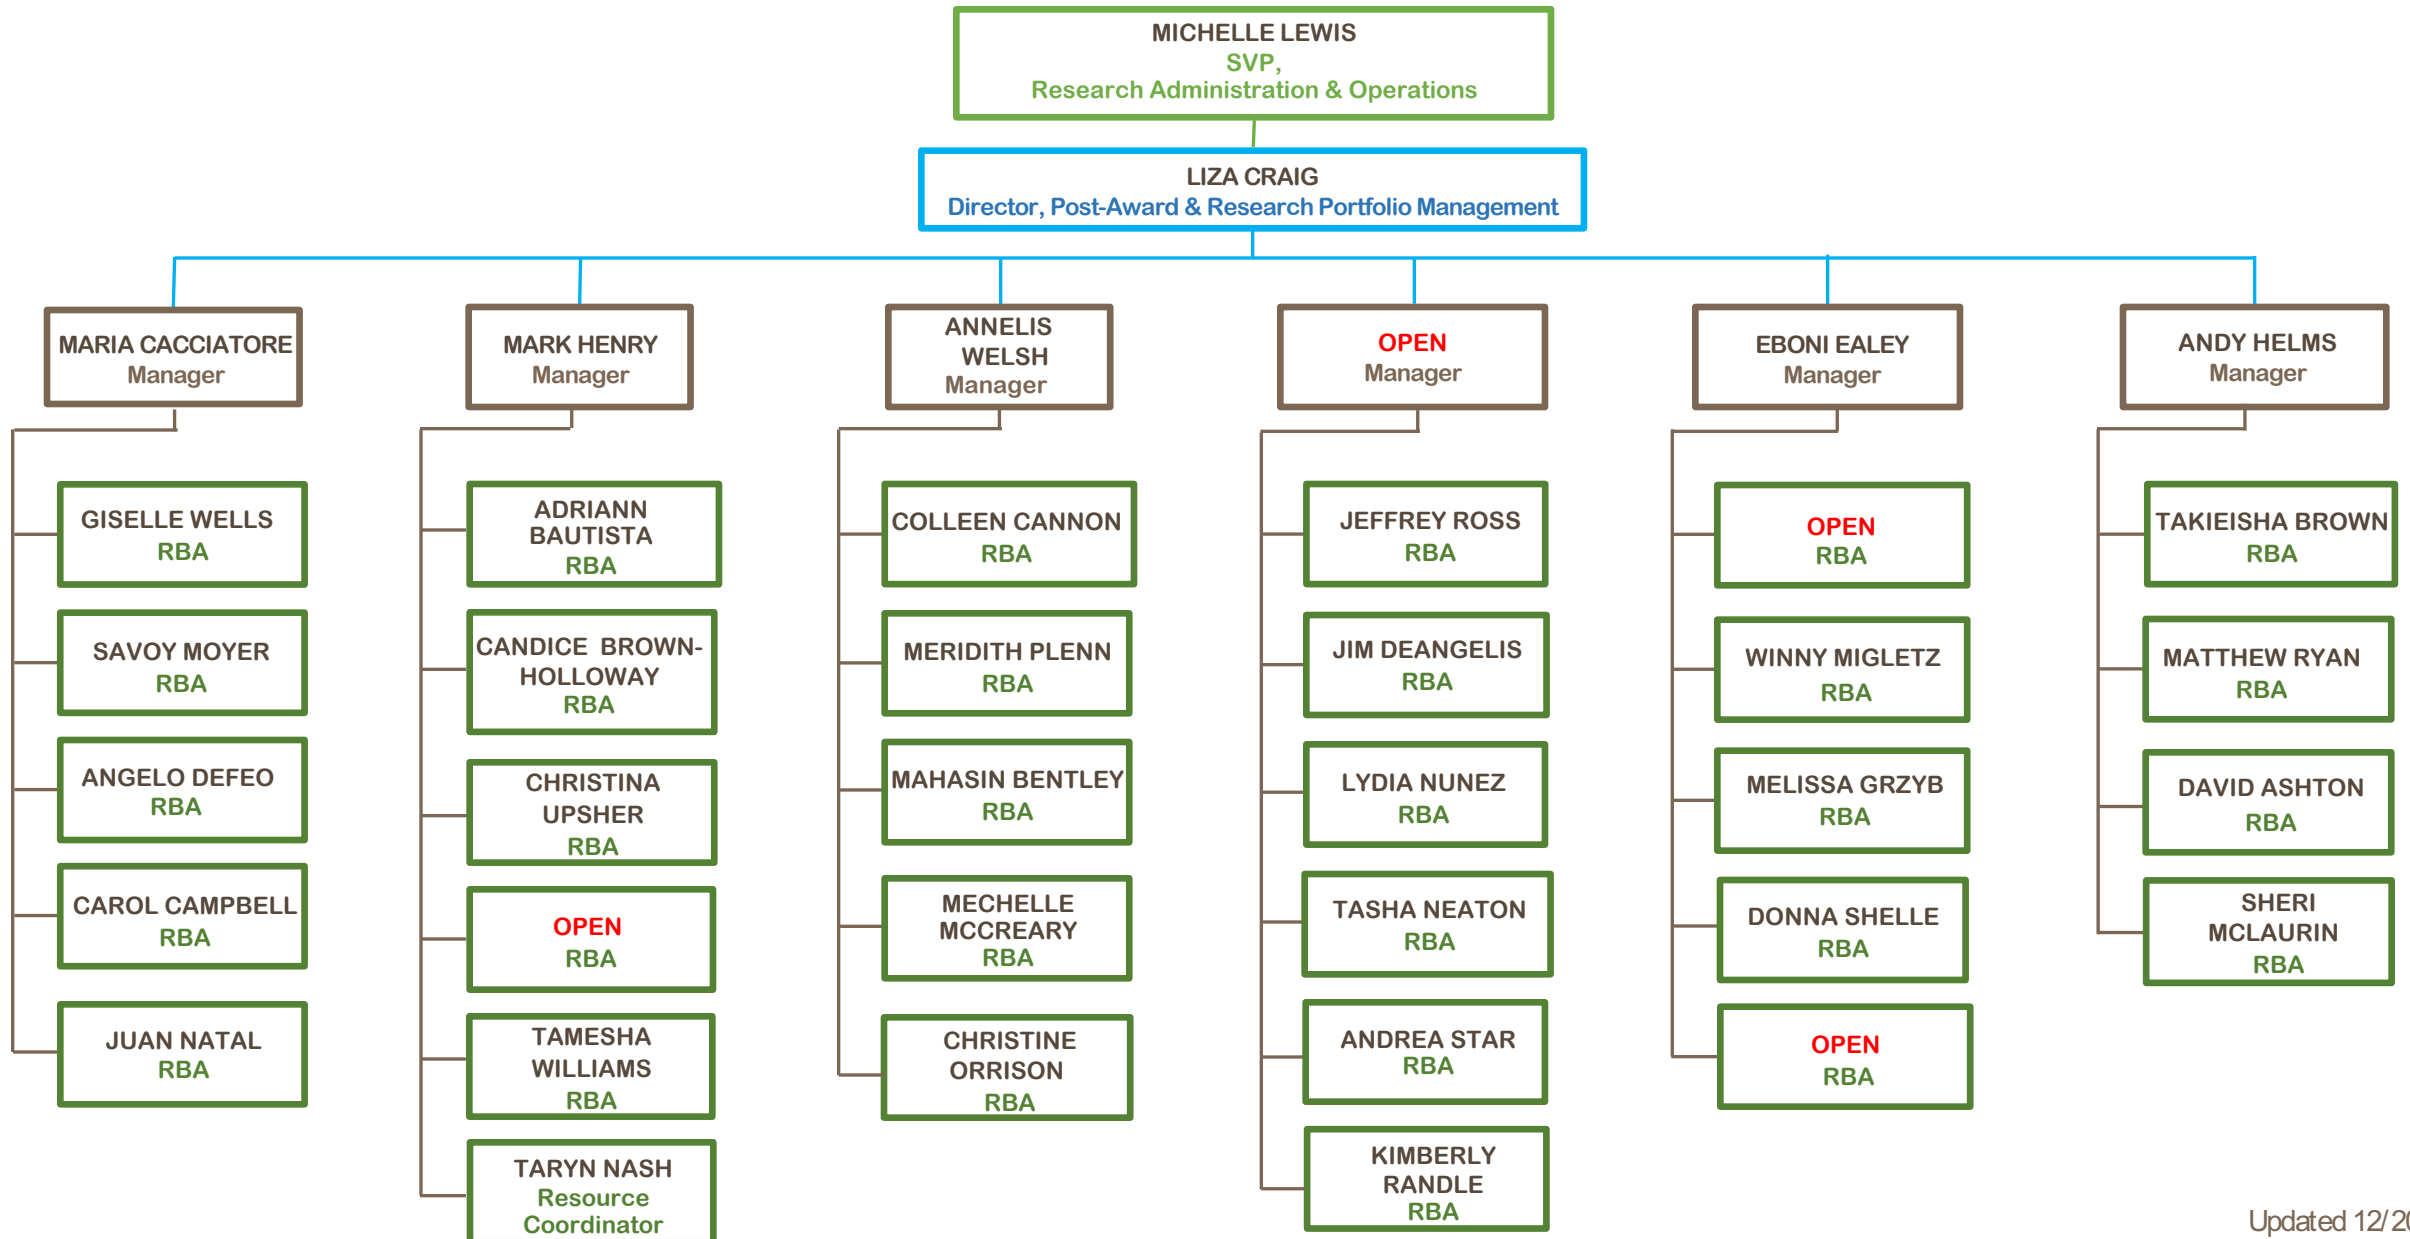 MICHELLE LEWIS
SVP,
Research Administration & Operations
LIZA CRAIG
Director, Post-Award & Research Portfolio Management
MARIA CACCIATORE
Manager
GISELLE WELLS
RBA
SAVOY MOYER
RBA
ANGELO DEFEO
RBA
CAROL CAMPBELL
RBA
JUAN NATAL
RBA
MARK HENRY
Manager
ADRIANN
BAUTISTA
RBA
CANDICE BROWN-
HOLLOWAY
RBA
CHRISTINA
UPSHER
RBA
OPEN
RBA
TAMESHA
WILLIAMS
RBA
TARYN NASH
Resource
Coordinator
ANNELIS
WELSH
Manager
COLLEEN CANNON
RBA
MERIDITH PLENN
RBA
MAHASIN BENTLEY
RBA
MECHELLE
MCCREARY
RBA
CHRISTINE
ORRISON
RBA
OPEN
Manager
JEFFREY ROSS
RBA
JIM DEANGELIS
RBA
LYDIA NUNEZ
RBA
TASHA NEATON
RBA
ANDREA STAR
RBA
KIMBERLY
RANDLE
RBA
EBONI EALEY
Manager
OPEN
RBA
WINNY MIGLETZ
RBA
MELISSA GRZYB
RBA
DONNA SHELLE
RBA
OPEN
RBA
ANDY HELMS
Manager
TAKIEISHA BROWN
RBA
MATTHEW RYAN
RBA
DAVID ASHTON
RBA
SHERI
MCLAURIN
RBA
Updated 12/20